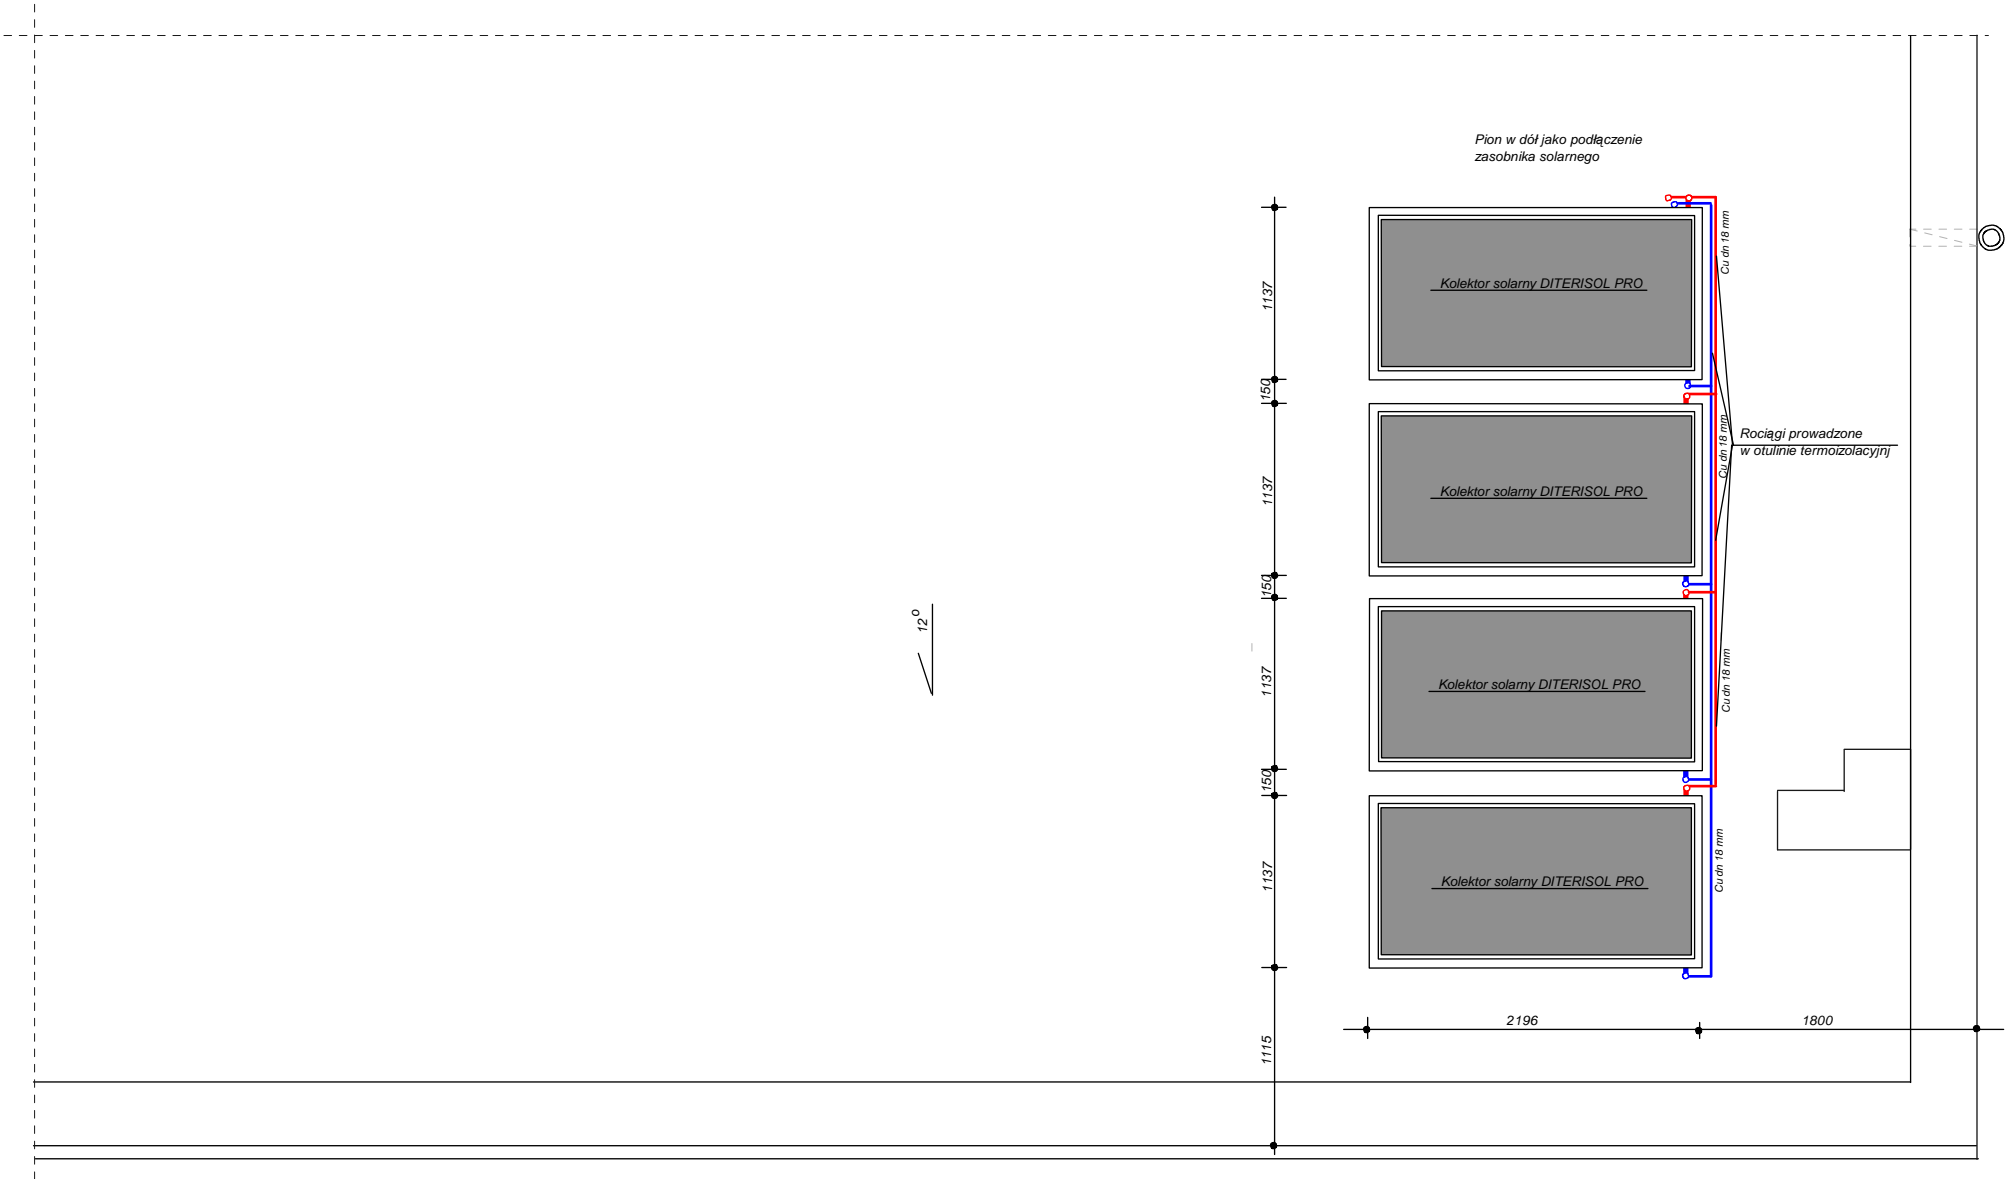 Pion w dół jako podłączenie
zasobnika solarnego
Cu dn 18 mm
1137
Kolektor solarny DITERISOL PRO
150
Cu dn 18 mm
Rociągi prowadzone
w otulinie termoizolacyjnj
1137
Kolektor solarny DITERISOL PRO
150
12°
1137
Kolektor solarny DITERISOL PRO
Cu dn 18 mm
150
1137
Kolektor solarny DITERISOL PRO
Cu dn 18 mm
2196
1800
1115